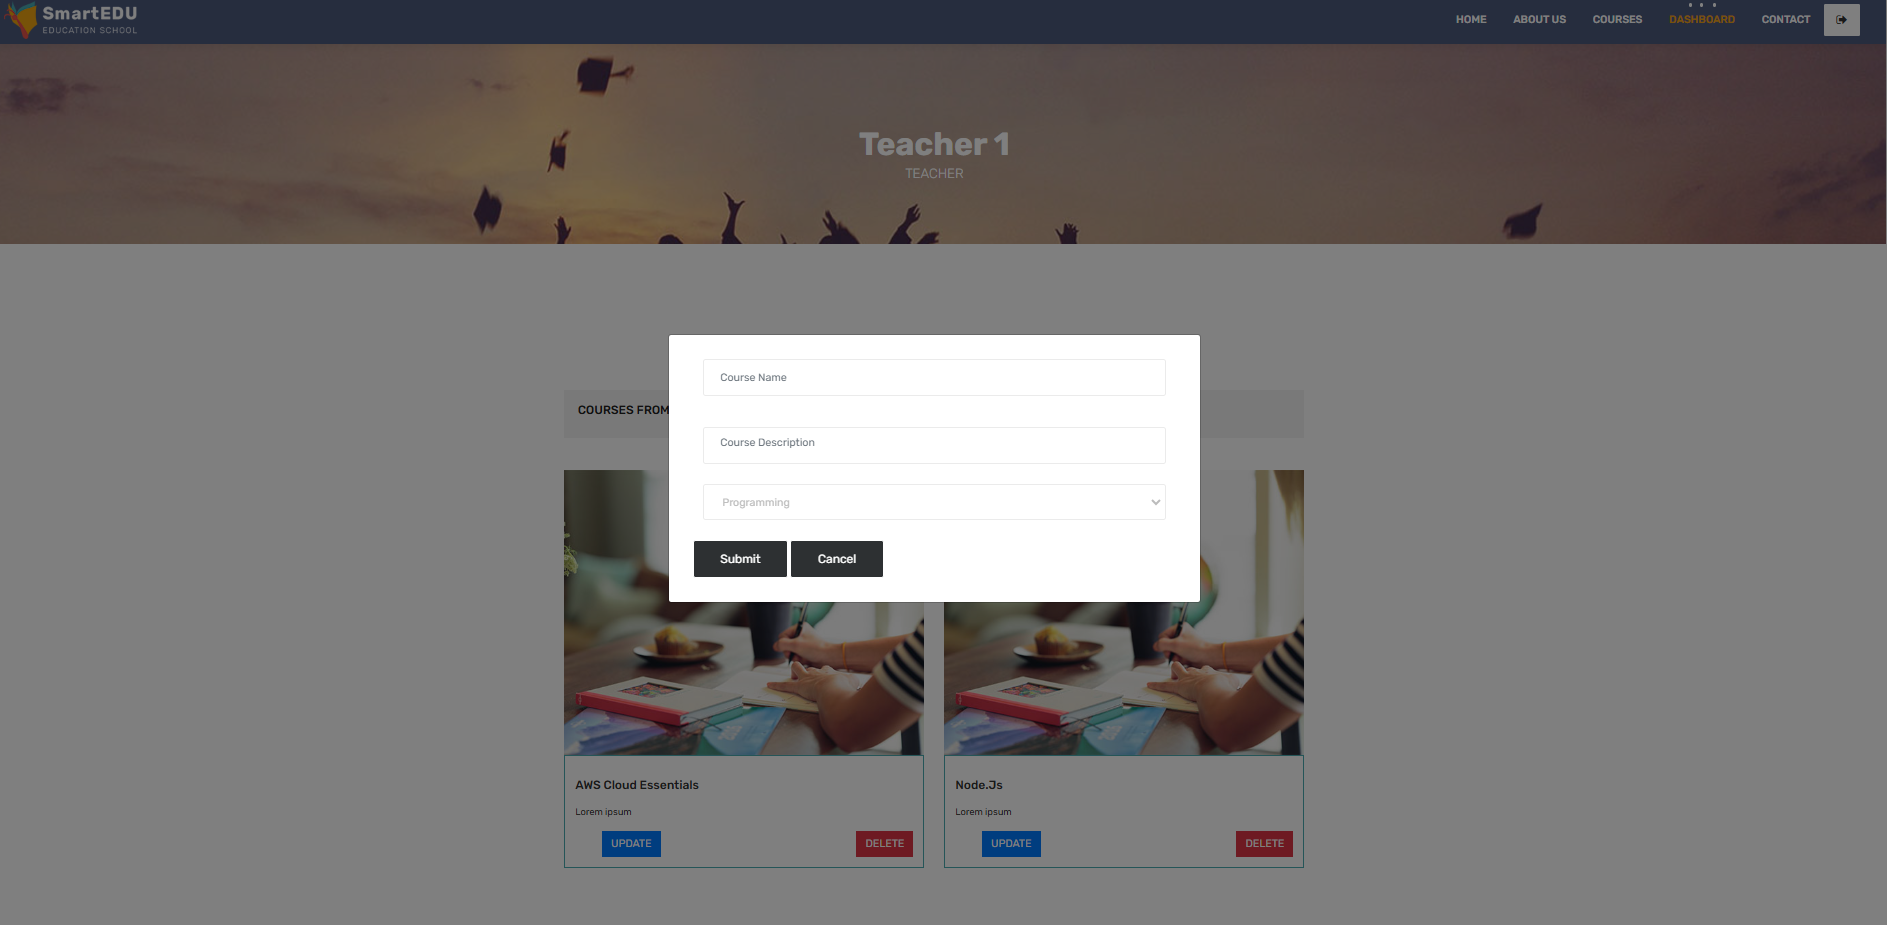 SmartEDU
EDUCATION SCHOOL
HOME ABOUT US COURSES DASHBOARD CONTACT
Teacher 1
TEACHER
COURSES FROM
Course Name
Course Description
Programming
Submit Cancel
AWS Cloud Essentials
Lorem ipsum
UPDATE DELETE
Node.Js
Lorem ipsum
UPDATE DELETE